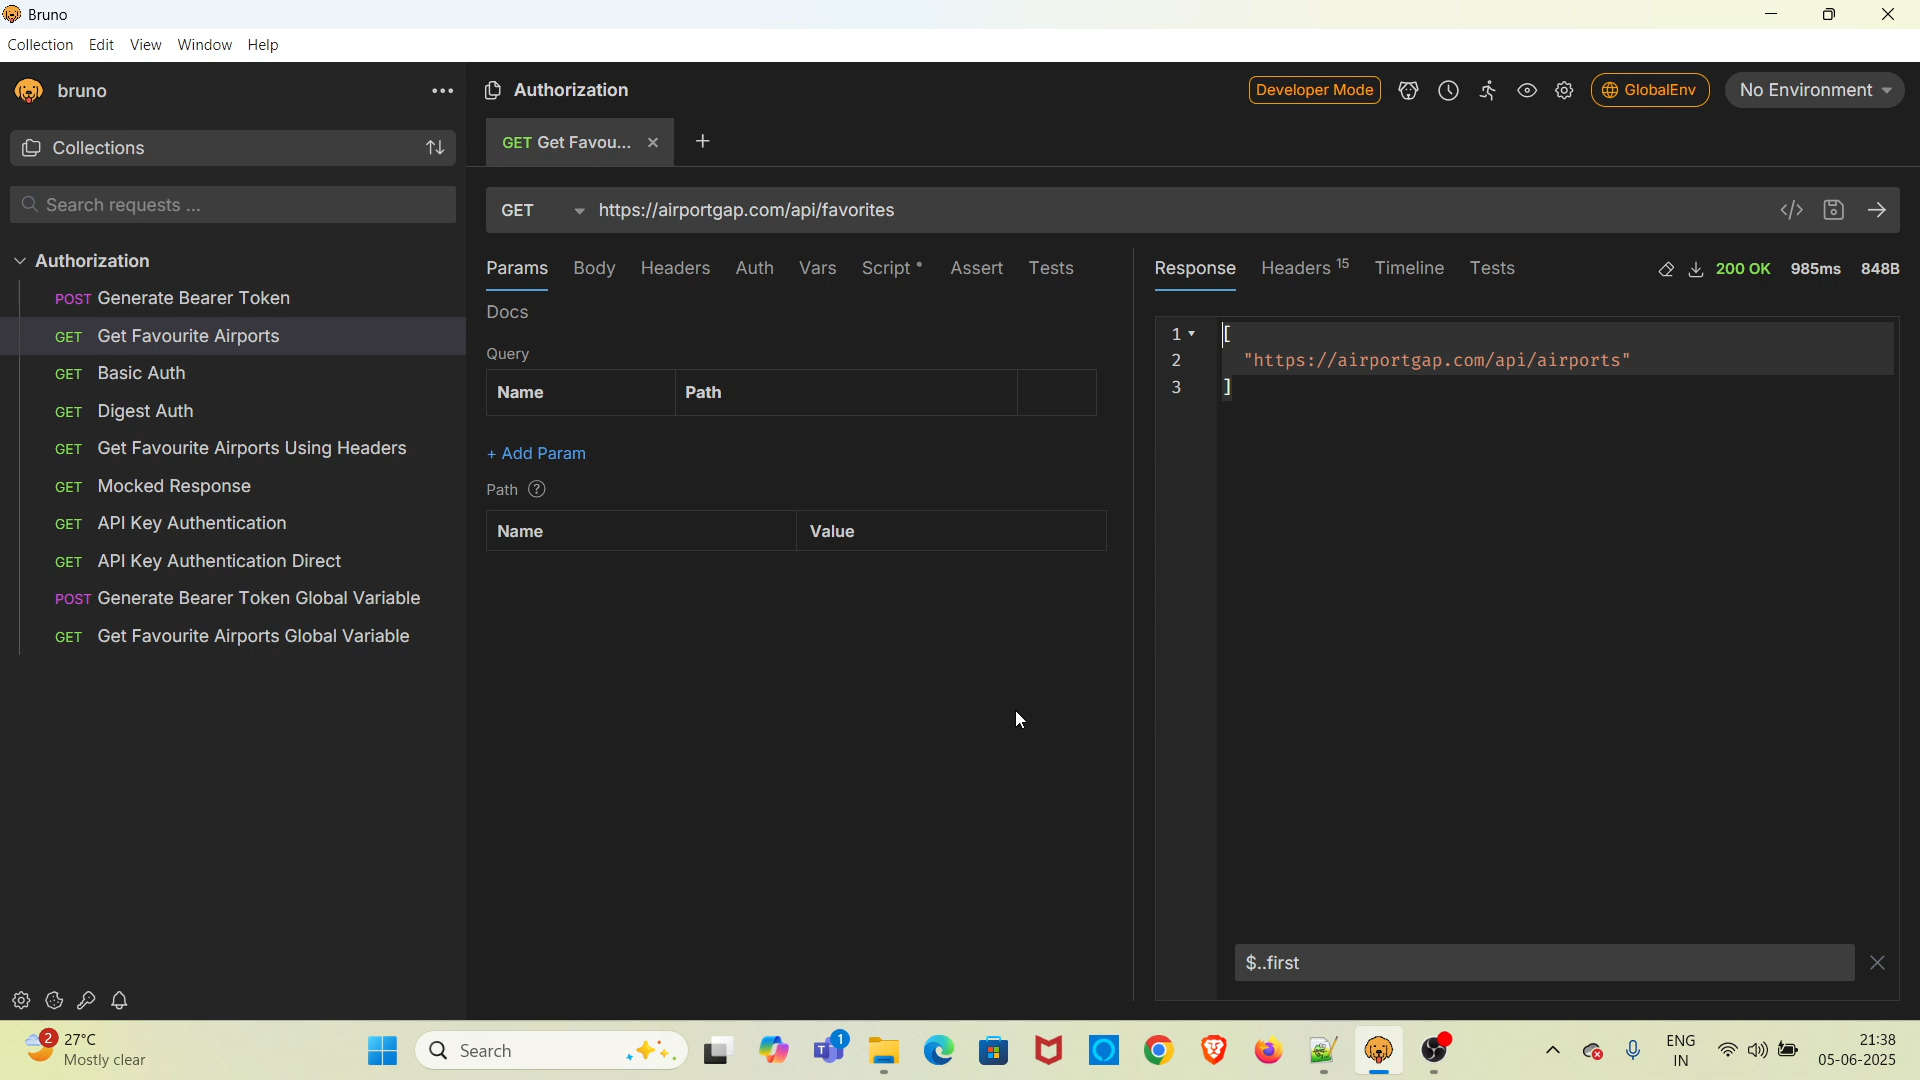 Bruno
Collection Edit View Window Help
bruno
Authorization
Developer Mode
GlobalEnv
No Environment
Collections
GET Get Favou...
Search requests ...
GET https://airportgap.com/api/favorites
Authorization
POST Generate Bearer Token
GET Get Favourite Airports
GET Basic Auth
GET Digest Auth
GET Get Favourite Airports Using Headers
GET Mocked Response
GET API Key Authentication
GET API Key Authentication Direct
POST Generate Bearer Token Global Variable
GET Get Favourite Airports Global Variable
Params Body Headers Auth Vars Script Assert Tests
Docs
Query
Name Path
+ Add Param
Path ?
Name Value
Response Headers 15 Timeline Tests
200 OK 985ms 848B
1 [
2 "https://airportgap.com/api/airports"
3 ]
$..first
2
27°C
Mostly clear
Search
1
ENG
IN
21:38
05-06-2025